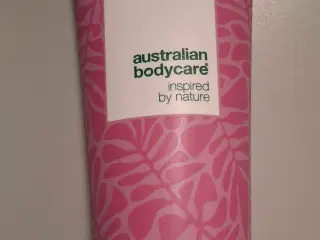 australian
bodycare®
inspired
by nature